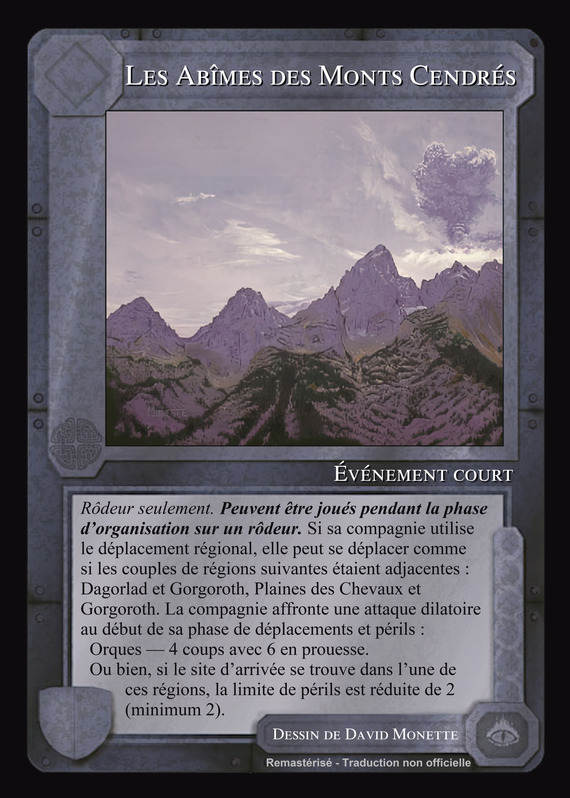 Les Abîmes des Monts Cendrés
Événement court
Rôdeur seulement. Peuvent être joués pendant la phase
d'organisation sur un rôdeur. Si sa compagnie utilise
le déplacement régional, elle peut se déplacer comme
si les couples de régions suivantes étaient adjacentes :
Dagorlad et Gorgoroth, Plaines des Chevaux et
Gorgoroth. La compagnie affronte une attaque dilatoire
au début de sa phase de déplacements et périls :
Orques — 4 coups avec 6 en prouesse.
Ou bien, si le site d'arrivée se trouve dans l'une de
ces régions, la limite de périls est réduite de 2
(minimum 2).
Dessin de David Monette
Remastérisé - Traduction non officielle